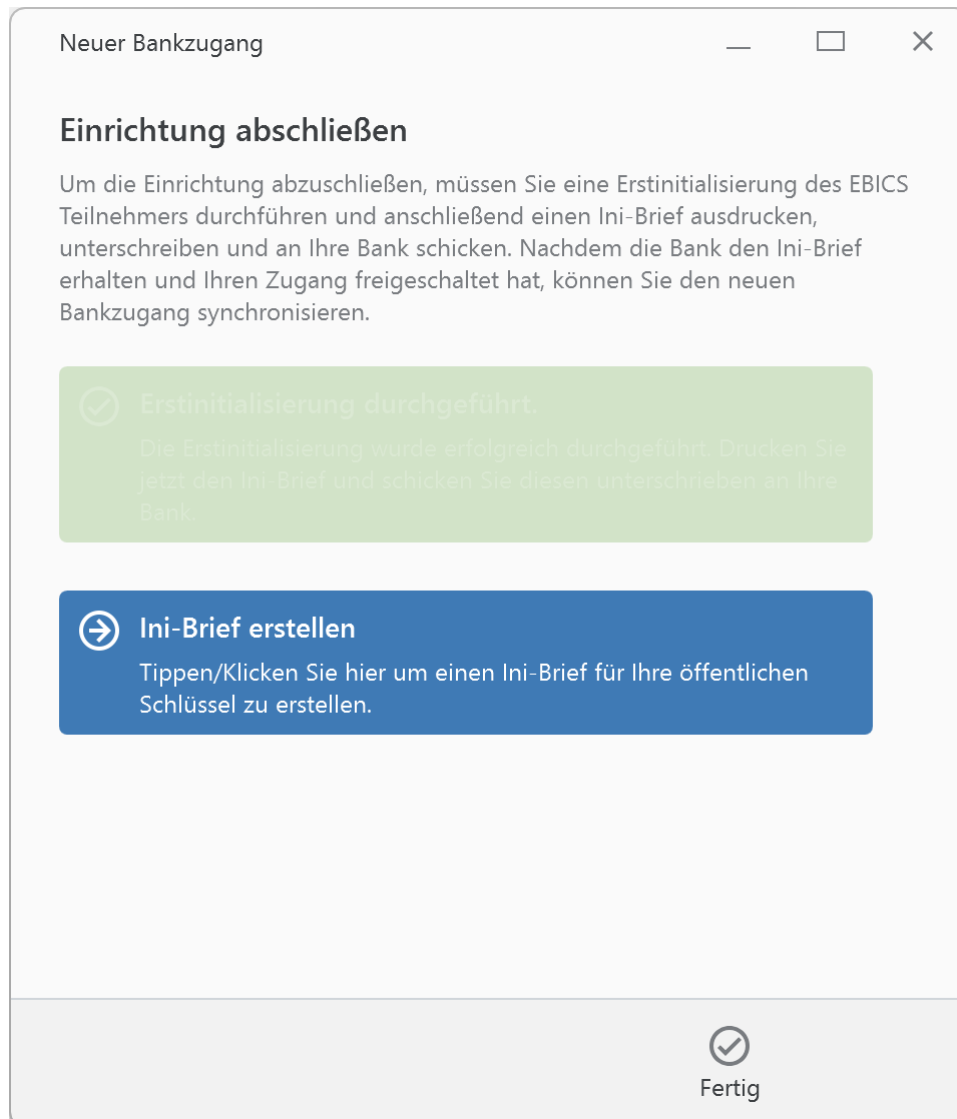 Neuer Bankzugang
Einrichtung abschließen
Um die Einrichtung abzuschließen, müssen Sie eine Erstinitialisierung des EBICS
Teilnehmers durchführen und anschließend einen Ini-Brief ausdrucken,
unterschreiben und an Ihre Bank schicken. Nachdem die Bank den Ini-Brief
erhalten und Ihren Zugang freigeschaltet hat, können Sie den neuen
Bankzugang synchronisieren.
Erstinitialisierung durchgeführt.
Die Erstinitialisierung wurde erfolgreich durchgeführt. Drucken Sie
jetzt den Ini-Brief und schicken Sie diesen unterschrieben an Ihre
Bank.
Ini-Brief erstellen
Tippen/Klicken Sie hier um einen Ini-Brief für Ihre öffentlichen
Schlüssel zu erstellen.
Fertig